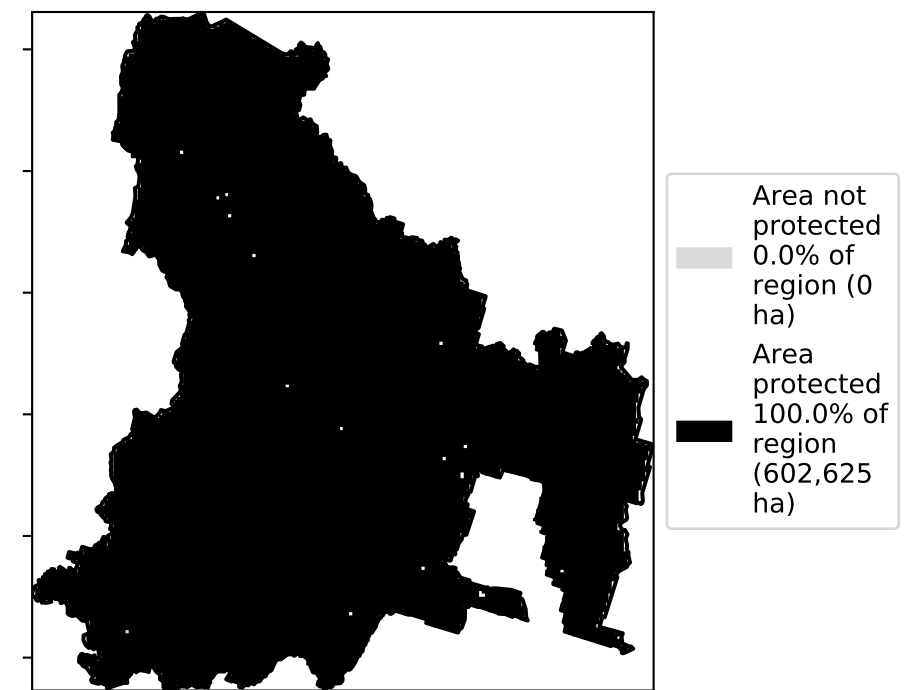 Area not
protected
0.0% of
region (0
ha)
Area
protected
100.0% of
region
(602,625
ha)